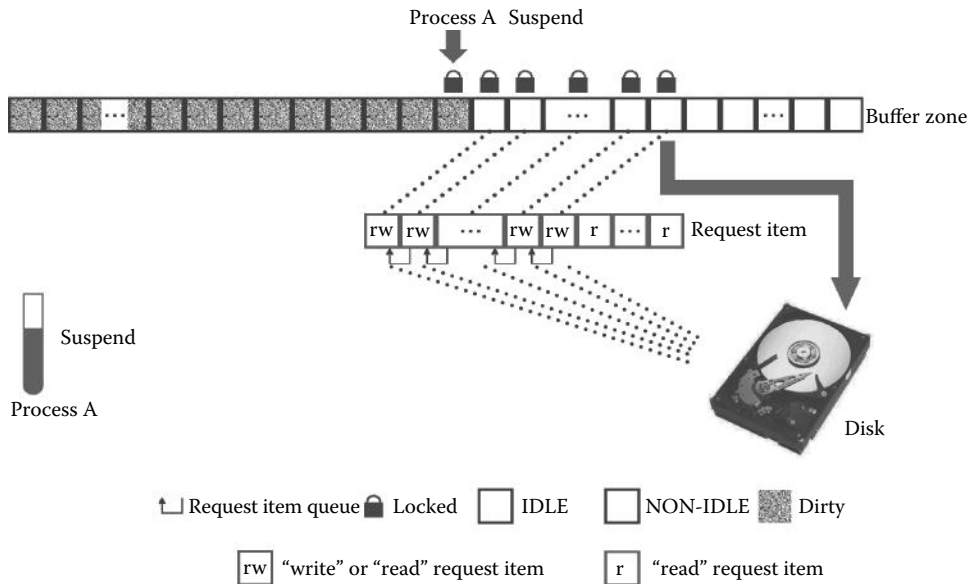 Process A Suspend
... ... ...
Buffer zone
rw rw ... rw rw r ... r Request item
Suspend
Process A
Disk
Request item queue Locked IDLE NON-IDLE Dirty
rw “write” or “read” request item r “read” request item